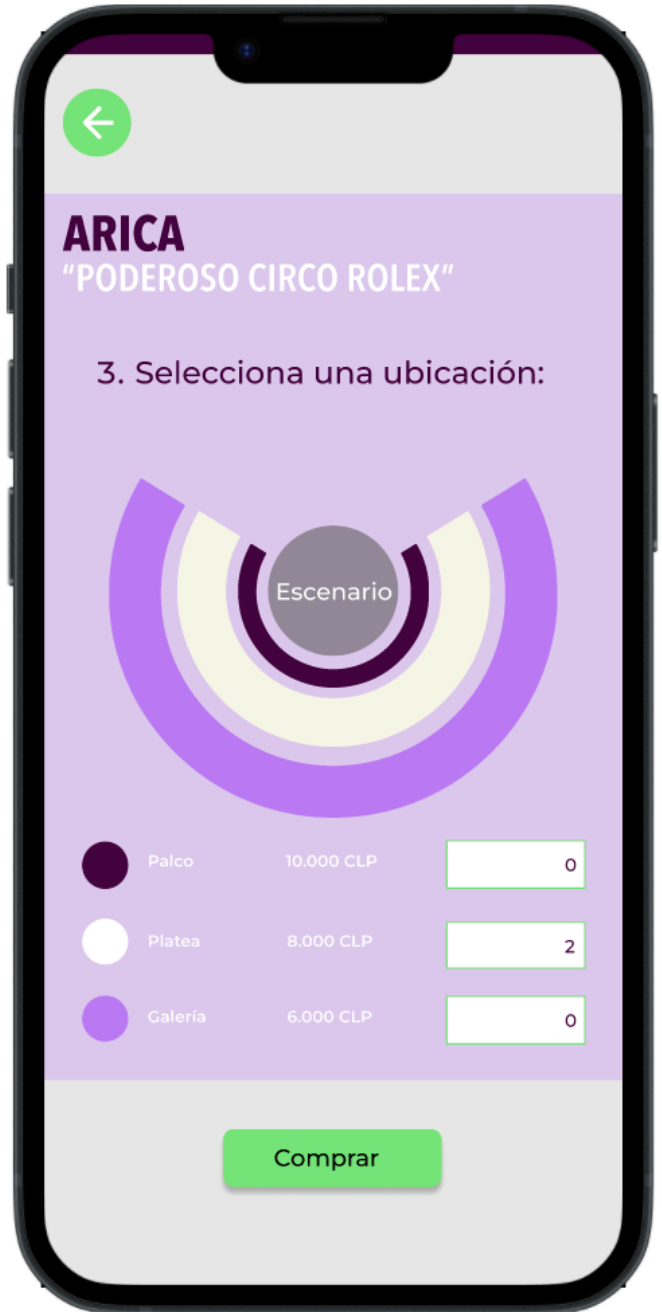 ARICA
“PODEROSO CIRCO ROLEX”
3. Selecciona una ubicación:
Escenario
Palco 10.000 CLP 0
Platea 8.000 CLP 2
Galería 6.000 CLP 0
Comprar